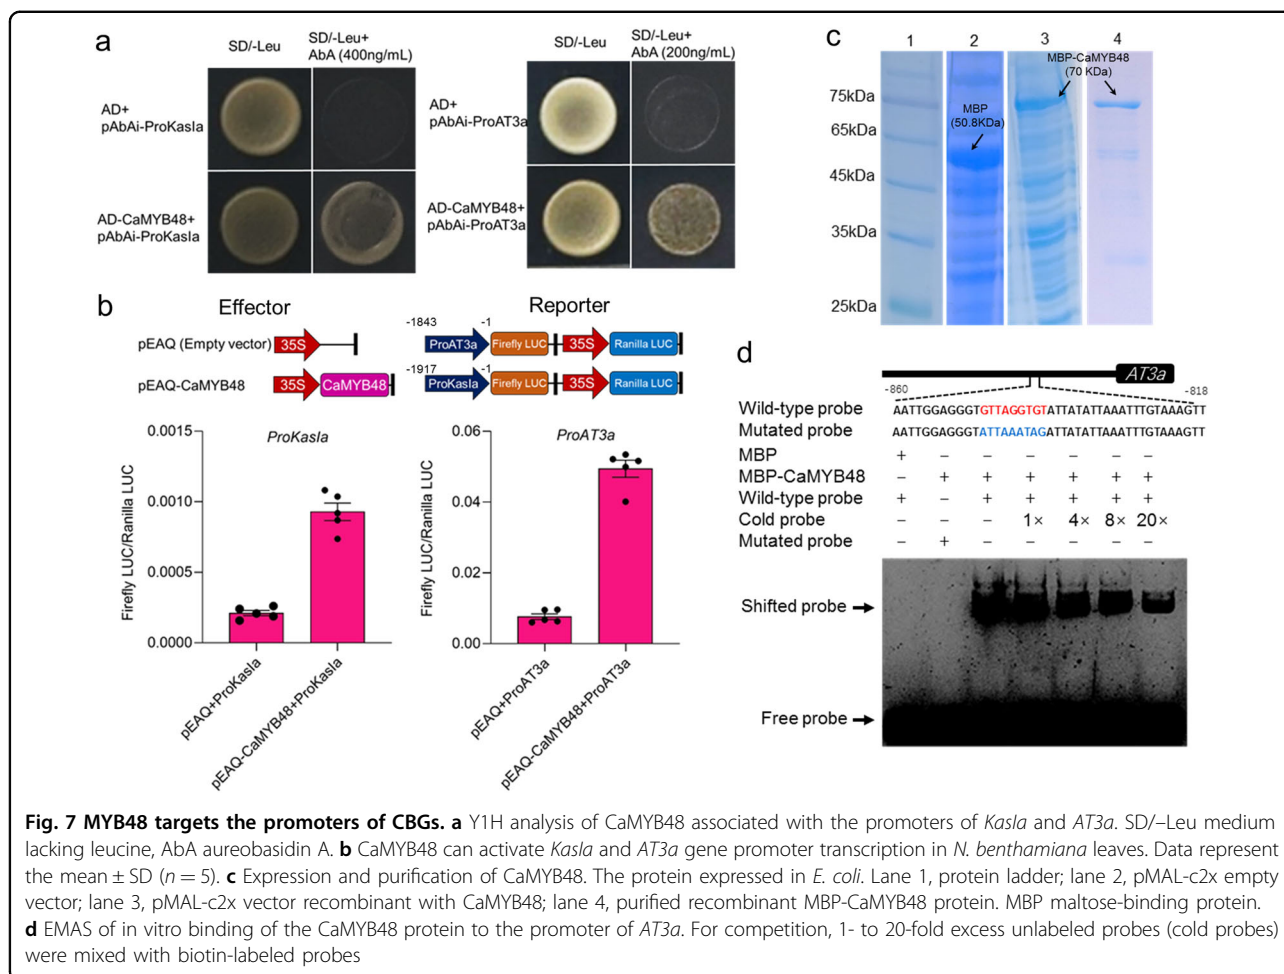 a
SD/-Leu
SD/-Leu+
AbA (400ng/mL)
AD+
pAbAi-ProKasIa
AD-CaMYB48+
pAbAi-ProKasIa
SD/-Leu
SD/-Leu+
AbA (200ng/mL)
AD+
pAbAi-ProAT3a
AD-CaMYB48+
pAbAi-ProAT3a
b
Effector
Reporter
pEAQ (Empty vector)
35S
pEAQ-CaMYB48
35S
CaMYB48
-1843
-1
ProAT3a
Firefly LUC
35S
Ranilla LUC
-1917
-1
ProKasIa
Firefly LUC
35S
Ranilla LUC
ProKasIa
Firefly LUC/Ranilla LUC
0.0015
0.0010
0.0005
0.0000
pEAQ+ProKasIa
pEAQ-CaMYB48+ProKasIa
ProAT3a
Firefly LUC/Ranilla LUC
0.06
0.04
0.02
0.00
pEAQ+ProAT3a
pEAQ-CaMYB48+ProAT3a
c
1 2 3 4
MBP-CaMYB48
(70 KDa)
MBP
(50.8KDa)
75kDa
65kDa
45kDa
35kDa
25kDa
d
AT3a
-860
-818
Wild-type probe AATTGGAGGGTGTTAGGTGTATTATATTAAATTTGTAAAGTT
Mutated probe AATTGGAGGGTATTAAATAGATTATATTAAATTTGTAAAGTT
MBP + – – – – – –
MBP-CaMYB48 – + + + + + +
Wild-type probe + – + + + + +
Cold probe – – – 1× 4× 8× 20×
Mutated probe – + – – – – –
Shifted probe
Free probe
Fig. 7 MYB48 targets the promoters of CBGs. a Y1H analysis of CaMYB48 associated with the promoters of KasIa and AT3a. SD/–Leu medium
lacking leucine, AbA aureobasidin A. b CaMYB48 can activate KasIa and AT3a gene promoter transcription in N. benthamiana leaves. Data represent
the mean ± SD (n = 5). c Expression and purification of CaMYB48. The protein expressed in E. coli. Lane 1, protein ladder; lane 2, pMAL-c2x empty
vector; lane 3, pMAL-c2x vector recombinant with CaMYB48; lane 4, purified recombinant MBP-CaMYB48 protein. MBP maltose-binding protein.
d EMAS of in vitro binding of the CaMYB48 protein to the promoter of AT3a. For competition, 1- to 20-fold excess unlabeled probes (cold probes)
were mixed with biotin-labeled probes